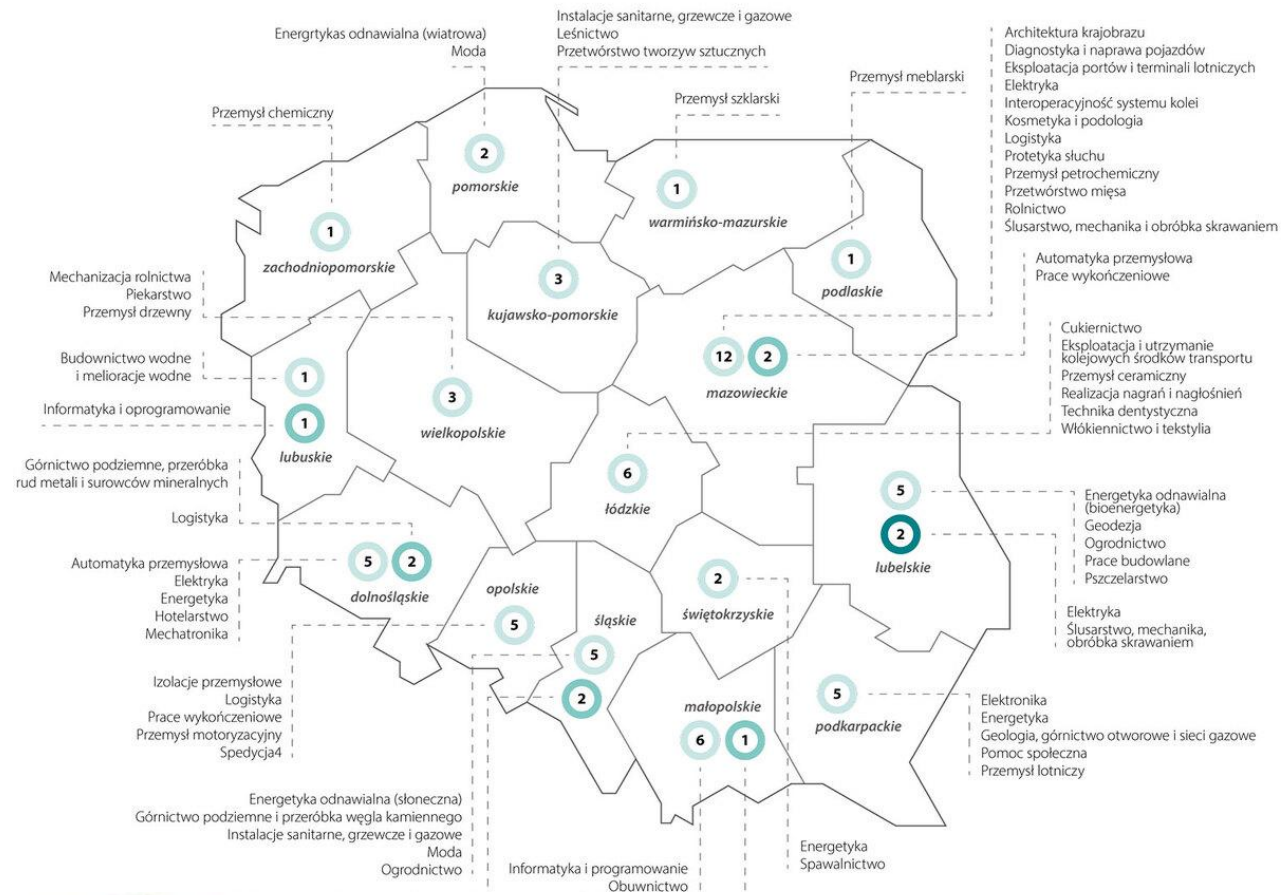 Instalacje sanitarne, grzewcze i gazowe
Leśnictwo
Przetwórstwo tworzyw sztucznych
Energrtykas odnawialna (wiatrowa)
Moda
Architektura krajobrazu
Diagnostyka i naprawa pojazdów
Eksploatacja portów i terminali lotniczych
Elektryka
Interoperacyjność systemu kolei
Kosmetyka i podologia
Logistyka
Protetyka słuchu
Przemysł petrochemiczny
Przetwórstwo mięsa
Rolnictwo
Ślusarstwo, mechanika i obróbka skrawaniem
Przemysł meblarski
Przemysł szklarski
Przemysł chemiczny
2
pomorskie
1
warmińsko-mazurskie
1
zachodniopomorskie
1
podlaskie
3
kujawsko-pomorskie
Automatyka przemysłowa
Prace wykończeniowe
Mechanizacja rolnictwa
Piekarstwo
Przemysł drzewny
12 2
mazowieckie
Cukiernictwo
Eksploatacja i utrzymanie
kolejowych środków transportu
Przemysł ceramiczny
Realizacja nagrań i nagłośnień
Technika dentystyczna
Włókiennictwo i tekstylia
Budownictwo wodne
i melioracje wodne
Informatyka i oprogramowanie
1
1
lubuskie
3
wielkopolskie
6
łódzkie
Górnictwo podziemne, przeróbka
rud metali i surowców mineralnych
Logistyka
5
2
lubelskie
Energetyka odnawialna
(bioenergetyka)
Geodezja
Ogrodnictwo
Prace budowlane
Pszczelarstwo
Automatyka przemysłowa
Elektryka
Energetyka
Hotelarstwo
Mechatronika
5 2
dolnośląskie
opolskie
5
śląskie
5
2
2
świętokrzyskie
Elektryka
Ślusarstwo, mechanika,
obróbka skrawaniem
Izolacje przemysłowe
Logistyka
Prace wykończeniowe
Przemysł motoryzacyjny
Spedycja4
małopolskie
6 1
5
podkarpackie
Elektronika
Energetyka
Geologia, górnictwo otworowe i sieci gazowe
Pomoc społeczna
Przemysł lotniczy
Energetyka odnawialna (słoneczna)
Górnictwo podziemne i przeróbka węgla kamiennego
Instalacje sanitarne, grzewcze i gazowe
Moda
Ogrodnictwo
Energetyka
Spawalnictwo
Informatyka i programowanie
Obuwnictwo